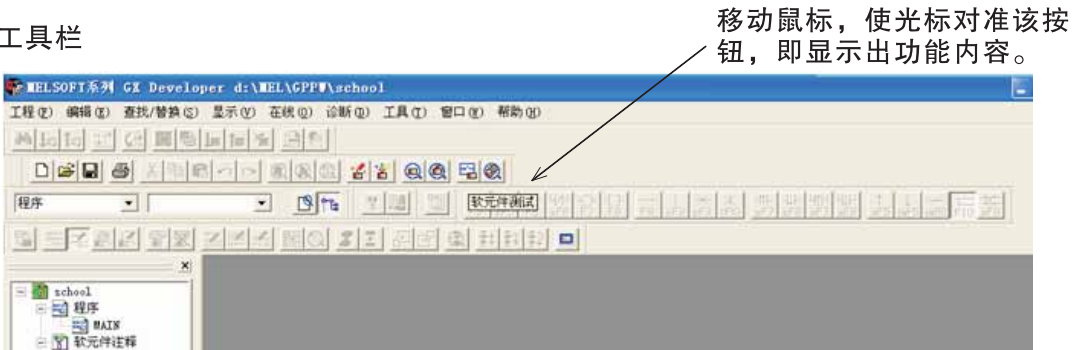 移动鼠标，使光标对准该按
钮，即显示出功能内容。
工具栏
MELSOFT系列 GX Developer d:\MEL\GPPW\school
工程(F) 编辑(E) 查找/替换(S) 显示(V) 在线(O) 诊断(D) 工具(T) 窗口(W) 帮助(H)
程序
软元件测试
school
程序
MAIN
软元件注释